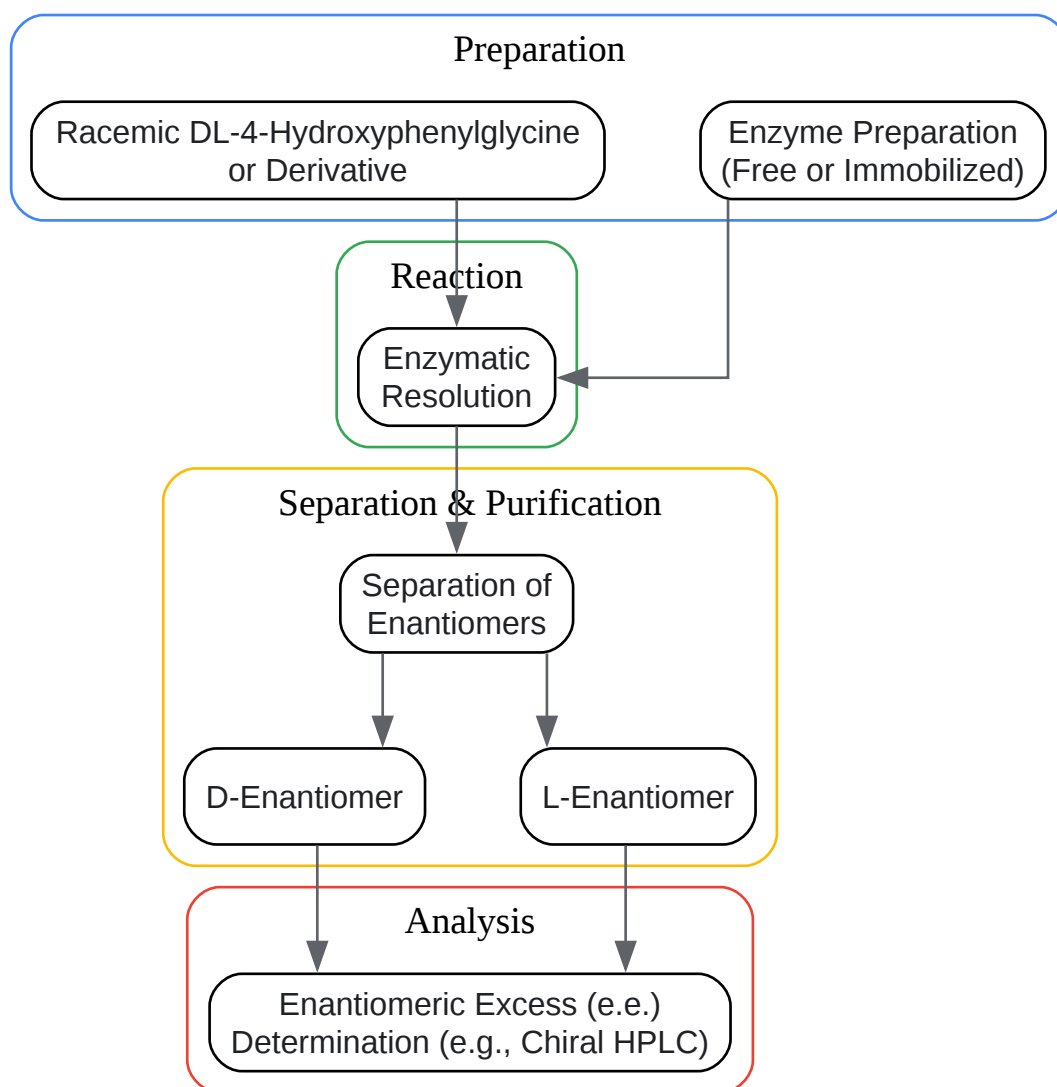 Preparation
Racemic DL-4-Hydroxyphenylglycine
or Derivative
Enzyme Preparation
(Free or Immobilized)
Reaction
Enzymatic
Resolution
Separation & Purification
Separation of
Enantiomers
D-Enantiomer
L-Enantiomer
Analysis
Enantiomeric Excess (e.e.)
Determination (e.g., Chiral HPLC)